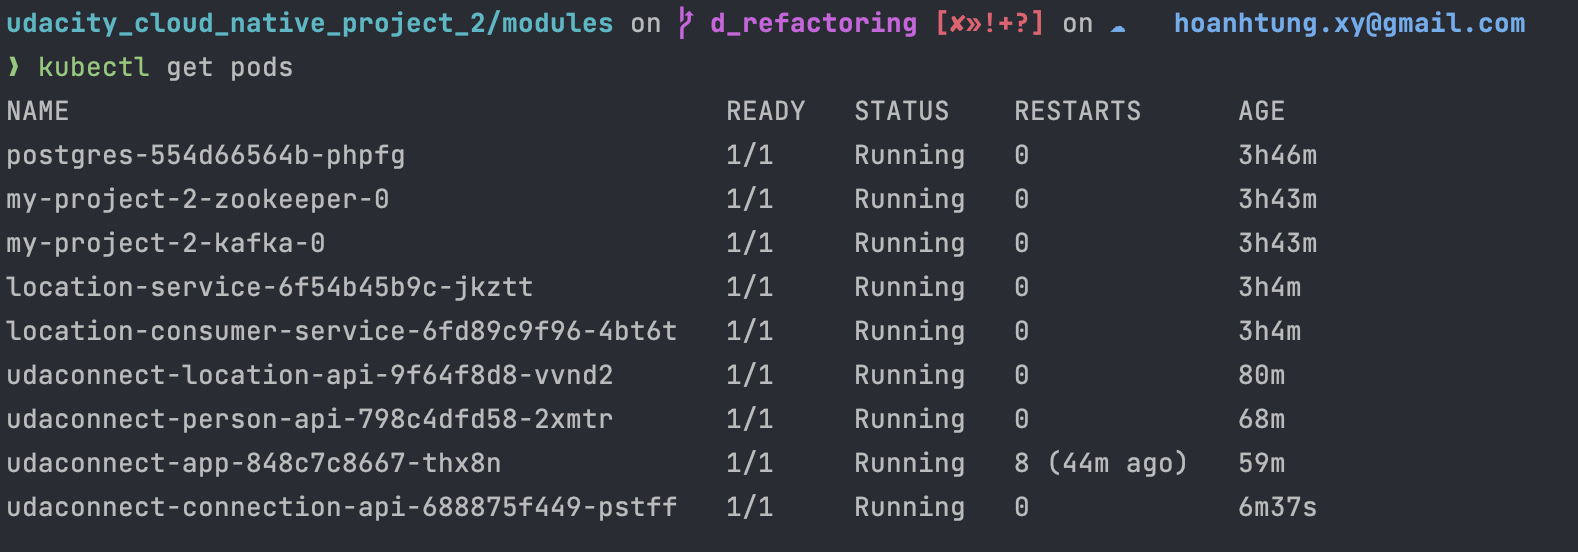 udacity_cloud_native_project_2/modules on d_refactoring [✘»!+?] on ☁ hoanhtung.xy@gmail.com
❱ kubectl get pods
NAME READY STATUS RESTARTS AGE
postgres-554d66564b-phpfg 1/1 Running 0 3h46m
my-project-2-zookeeper-0 1/1 Running 0 3h43m
my-project-2-kafka-0 1/1 Running 0 3h43m
location-service-6f54b45b9c-jkztt 1/1 Running 0 3h4m
location-consumer-service-6fd89c9f96-4bt6t 1/1 Running 0 3h4m
udaconnect-location-api-9f64f8d8-vvnd2 1/1 Running 0 80m
udaconnect-person-api-798c4dfd58-2xmtr 1/1 Running 0 68m
udaconnect-app-848c7c8667-thx8n 1/1 Running 8 (44m ago) 59m
udaconnect-connection-api-688875f449-pstff 1/1 Running 0 6m37s